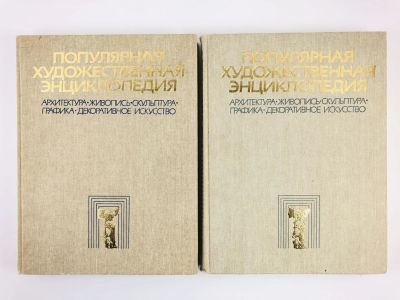 ПОПУЛЯРНАЯ
ХУДОЖЕСТВЕННАЯ
ЭНЦИКЛОПЕДИЯ
АРХИТЕКТУРА•ЖИВОПИСЬ•СКУЛЬПТУРА•
ГРАФИКА•ДЕКОРАТИВНОЕ ИСКУССТВО
ПОПУЛЯРНАЯ
ХУДОЖЕСТВЕННАЯ
ЭНЦИКЛОПЕДИЯ
АРХИТЕКТУРА•ЖИВОПИСЬ•СКУЛЬПТУРА•
ГРАФИКА•ДЕКОРАТИВНОЕ ИСКУССТВО